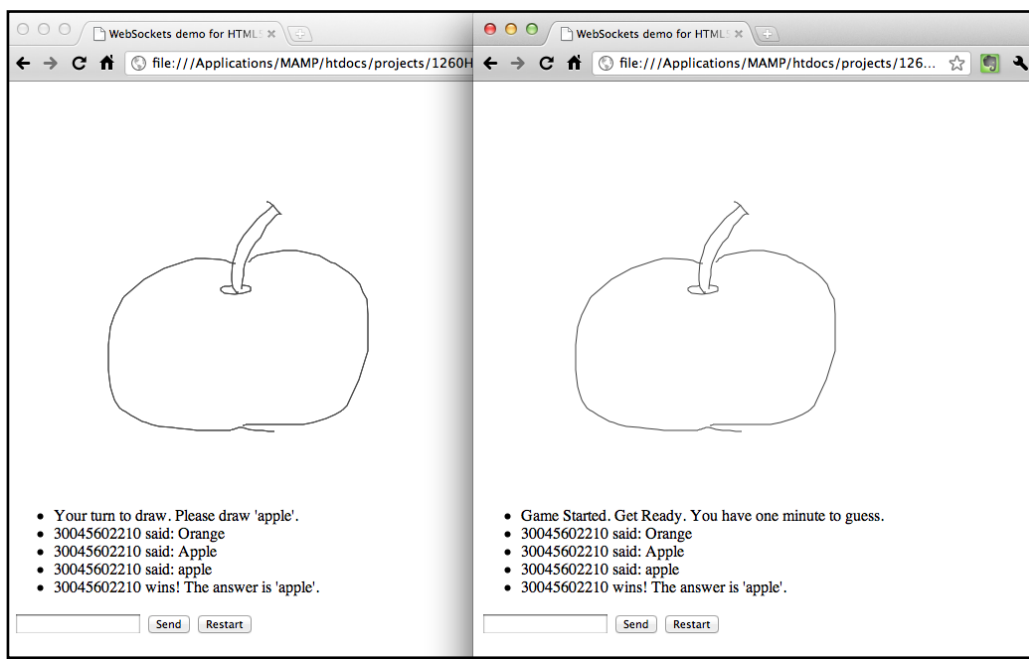 WebSockets demo for HTML5
file:///Applications/MAMP/htdocs/projects/1260H
Your turn to draw. Please draw 'apple'.
30045602210 said: Orange
30045602210 said: Apple
30045602210 said: apple
30045602210 wins! The answer is 'apple'.
Send Restart
WebSockets demo for HTML5
file:///Applications/MAMP/htdocs/projects/126...
Game Started. Get Ready. You have one minute to guess.
30045602210 said: Orange
30045602210 said: Apple
30045602210 said: apple
30045602210 wins! The answer is 'apple'.
Send Restart